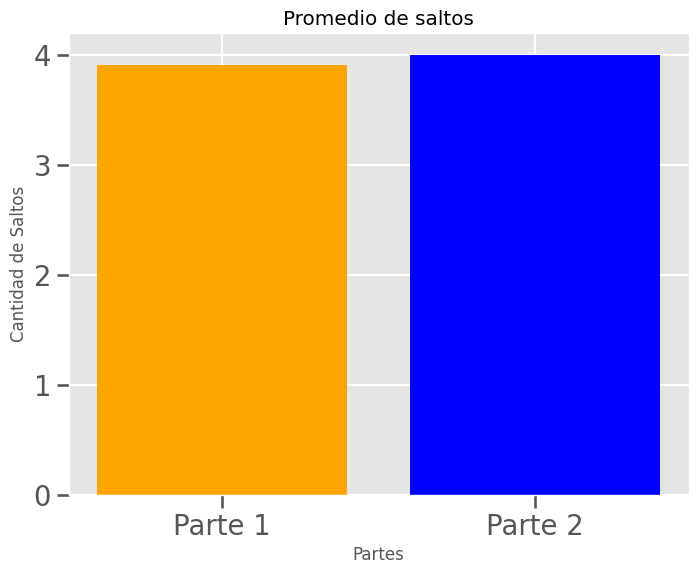 Promedio de saltos
Cantidad de Saltos
4
3
2
1
0
Parte 1
Parte 2
Partes